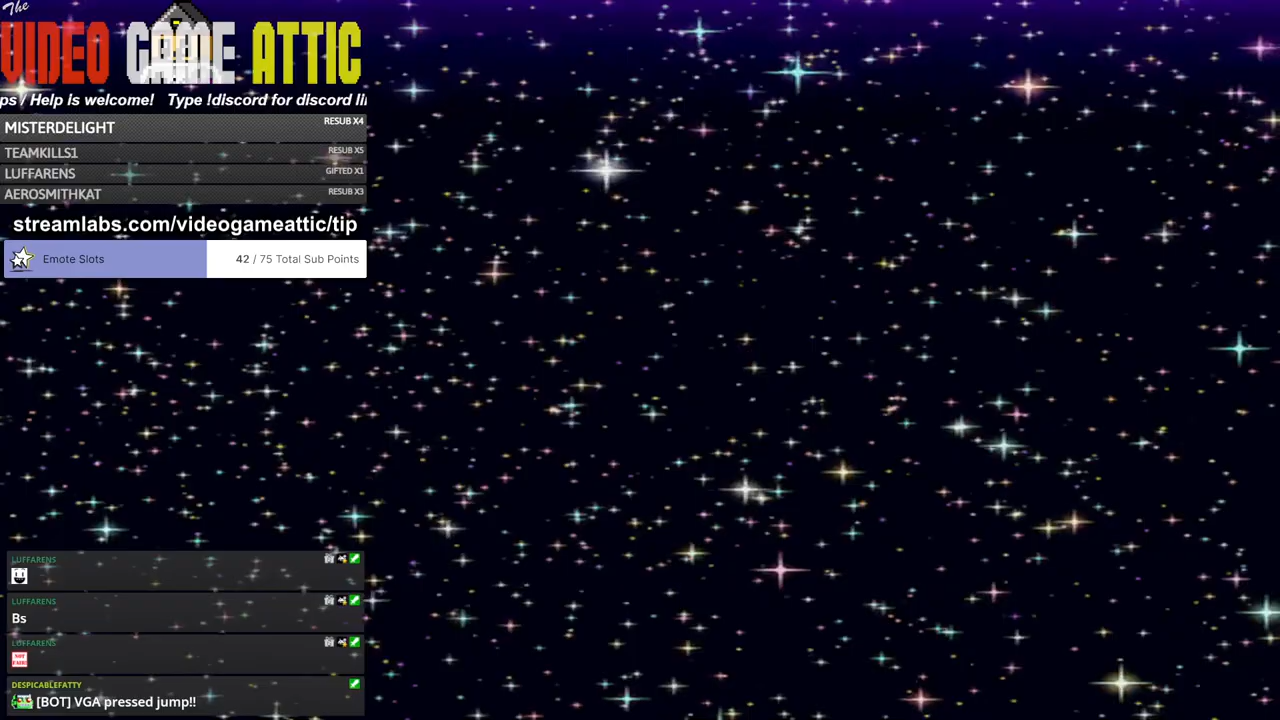 The
VIDEO GAME ATTIC
ps / Help is welcome! Type !discord for discord li
MISTERDELIGHT RESUB X4
TEAMKILLS1 RESUB X5
LUFFARENS GIFTED X1
AEROSMITHKAT RESUB X3
streamlabs.com/videogameattic/tip
Emote Slots 42 / 75 Total Sub Points
LUFFARENS
LUFFARENS
Bs
LUFFARENS
NOT
FAIR!
DESPICABLEFATTY
[BOT] VGA pressed jump!!